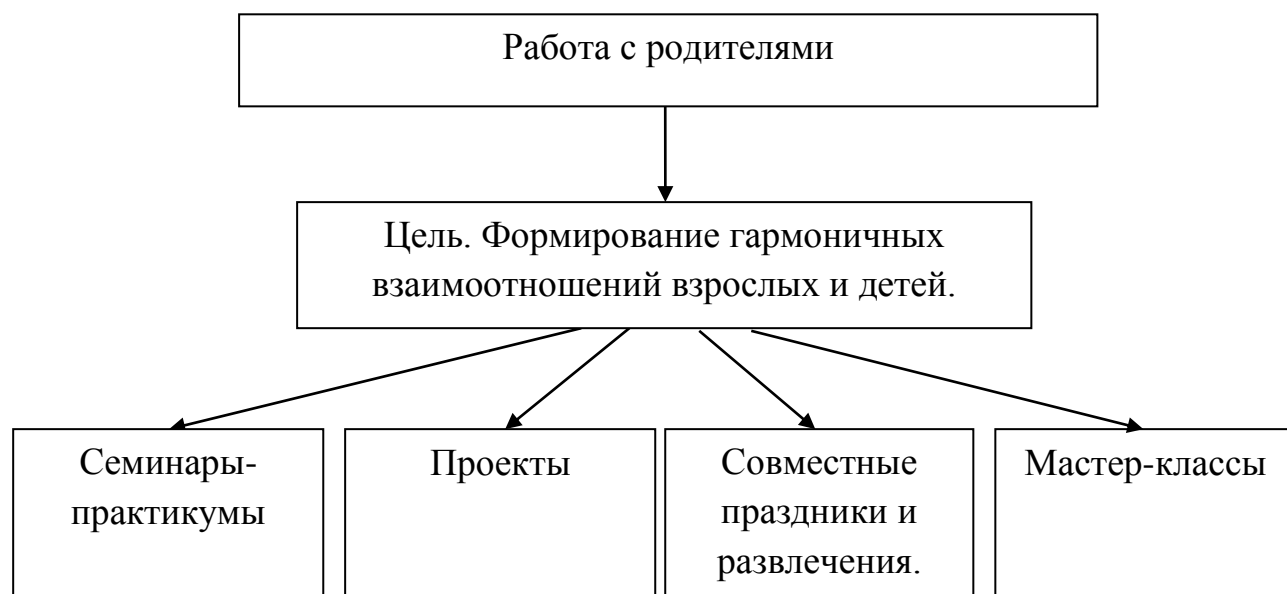 Работа с родителями
Цель. Формирование гармоничных
взаимоотношений взрослых и детей.
Семинары-
практикумы
Проекты
Совместные
праздники и
развлечения.
Мастер-классы